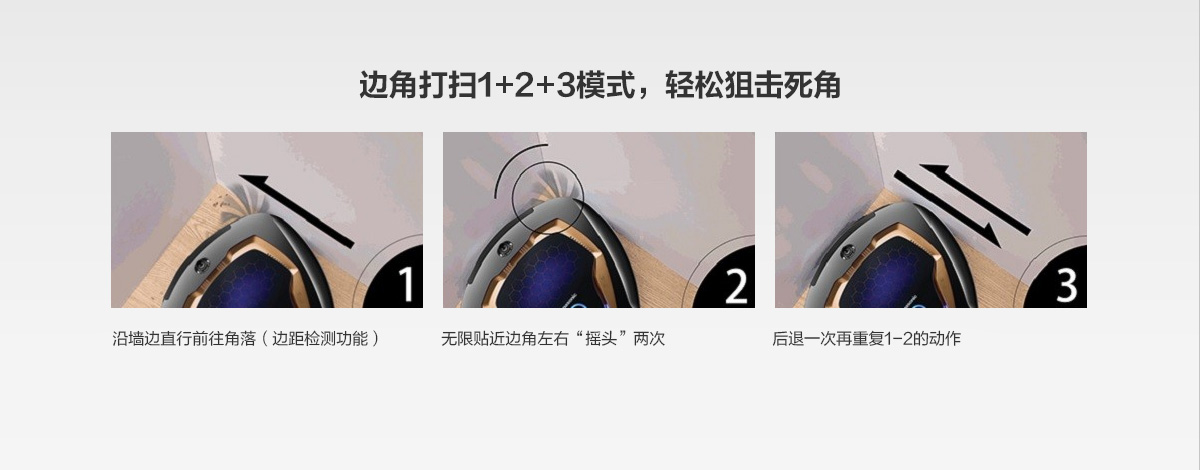 边角打扫1+2+3模式，轻松狙击死角
1
2
3
沿墙边直行前往角落（边距检测功能）
无限贴近边角左右“摇头”两次
后退一次再重复1-2的动作